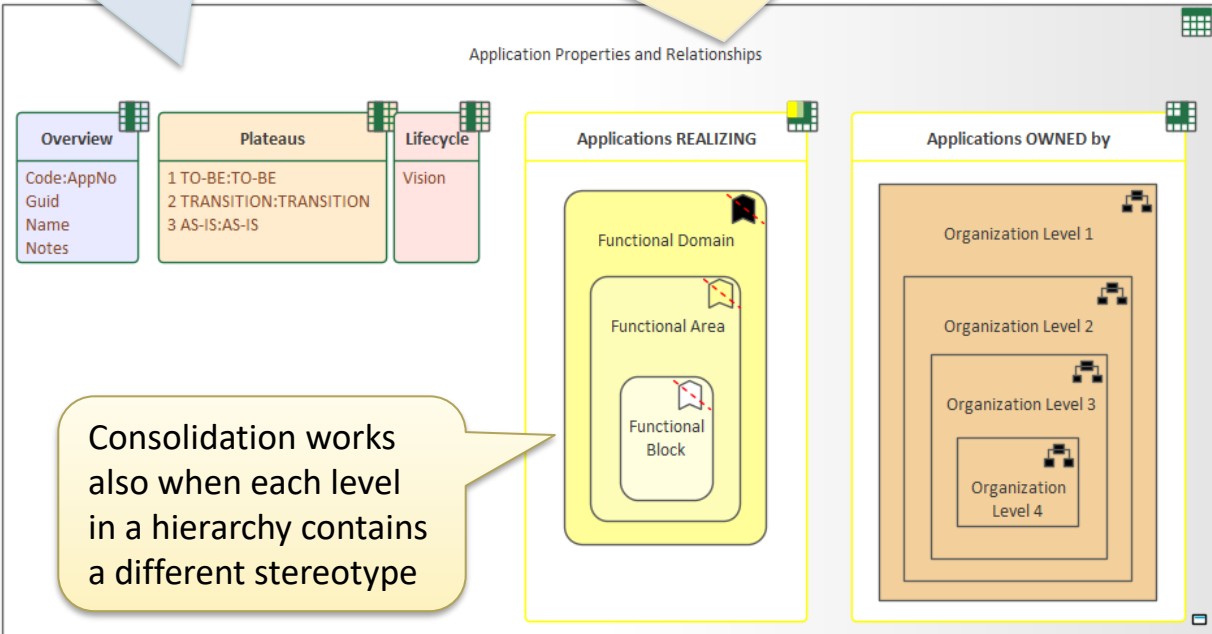 Application Properties and Relationships
Overview
Code:AppNo
Guid
Name
Notes
Plateaus
1 TO-BE:TO-BE
2 TRANSITION:TRANSITION
3 AS-IS:AS-IS
Lifecycle
Vision
Applications REALIZING
Functional Domain
Functional Area
Functional
Block
Applications OWNED by
Organization Level 1
Organization Level 2
Organization Level 3
Organization
Level 4
Consolidation works
also when each level
in a hierarchy contains
a different stereotype